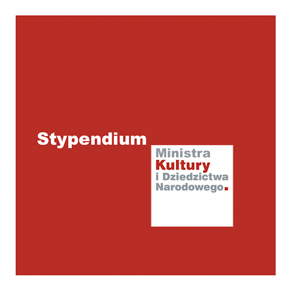 Stypendium
Ministra
Kultury
i Dziedzictwa
Narodowego.